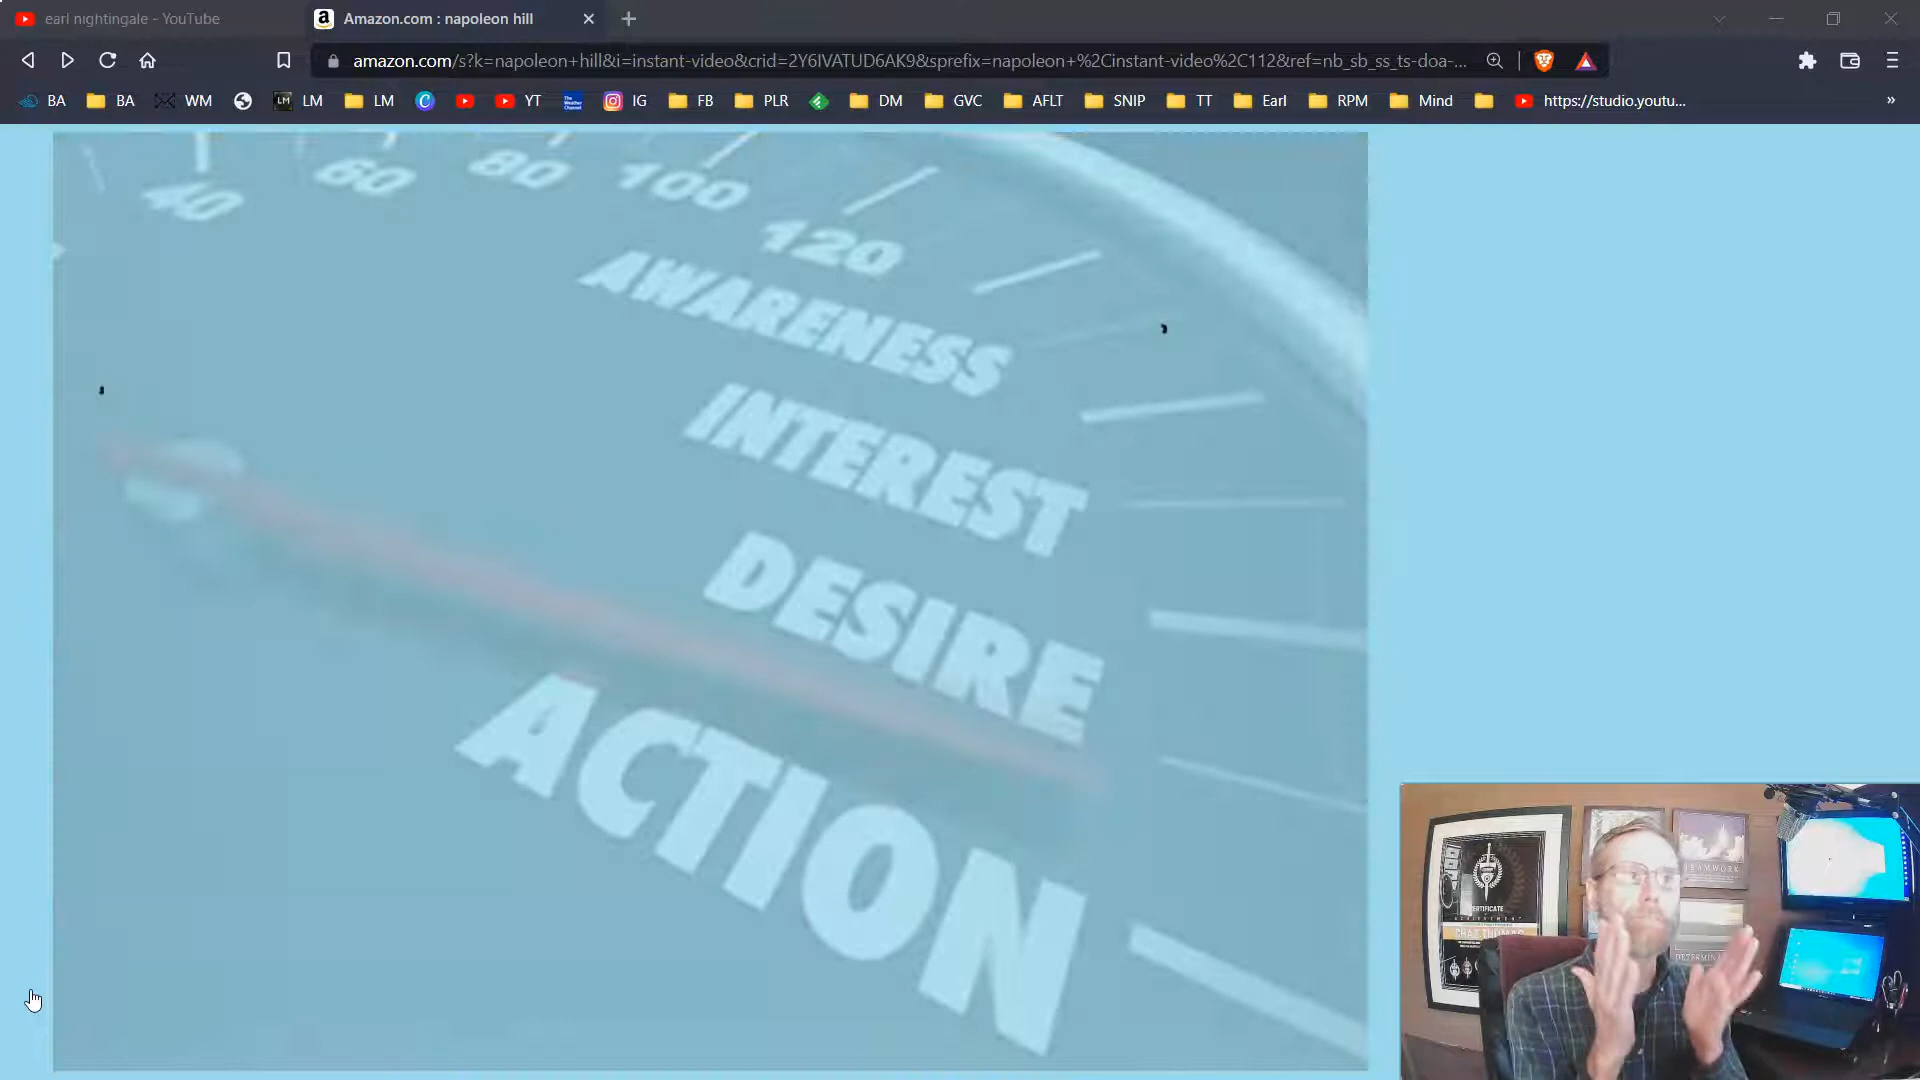 earl nightingale - YouTube
Amazon.com : napoleon hill
amazon.com/s?k=napoleon+hill&i=instant-video&crid=2Y6IVATUD6AK9&sprefix=napoleon+%2Cinstant-video%2C112&ref=nb_sb_ss_ts-doa-...
BA BA WM LM LM YT IG FB PLR DM GVC AFLT SNIP TT Earl RPM Mind https://studio.youtu... »
40 60 80 100 120
AWARENESS
INTEREST
DESIRE
ACTION
CERTIFICATE
TEAMWORK